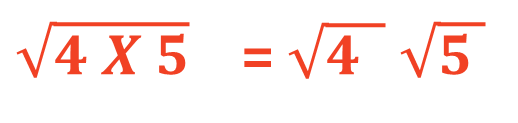 √4 X 5 = √4 √5